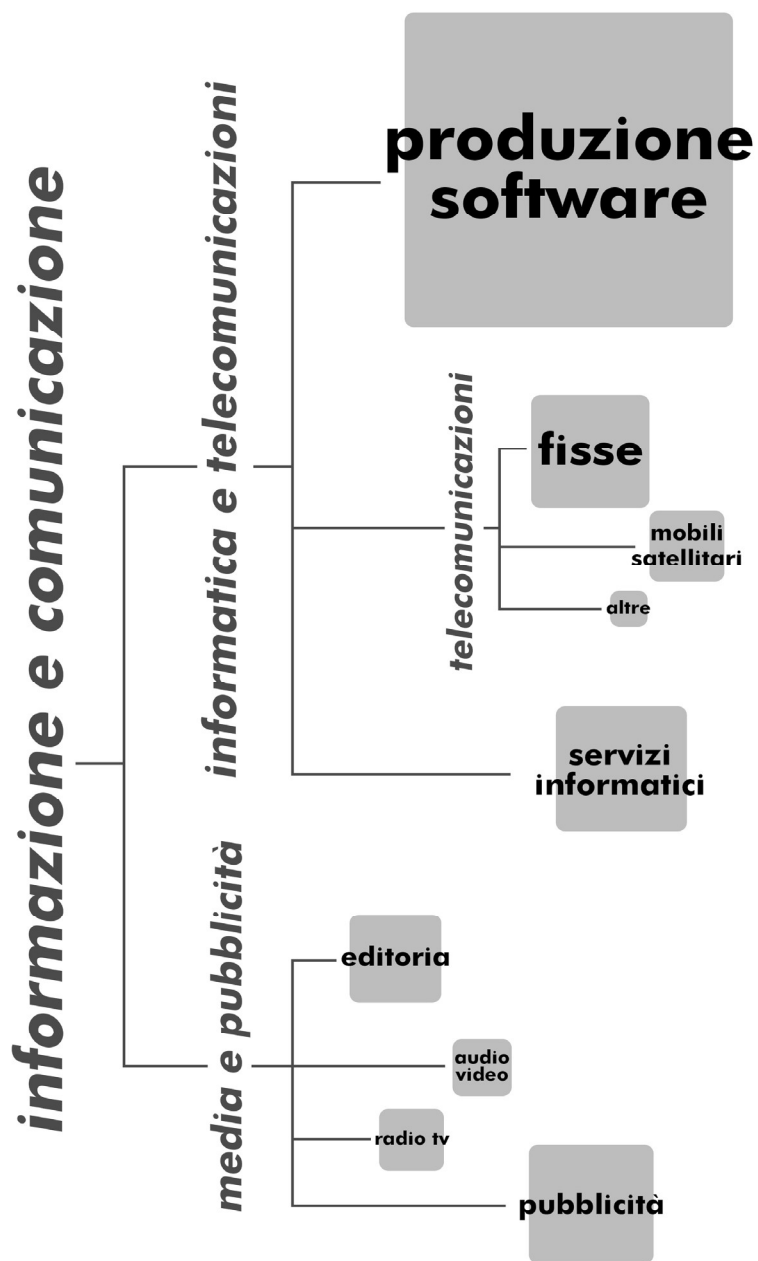 informazione e comunicazione
informatica e telecomunicazioni
produzione
software
telecomunicazioni
fisse
mobili
satellitari
altre
servizi
informatici
media e pubblicità
editoria
audio
video
radio tv
pubblicità